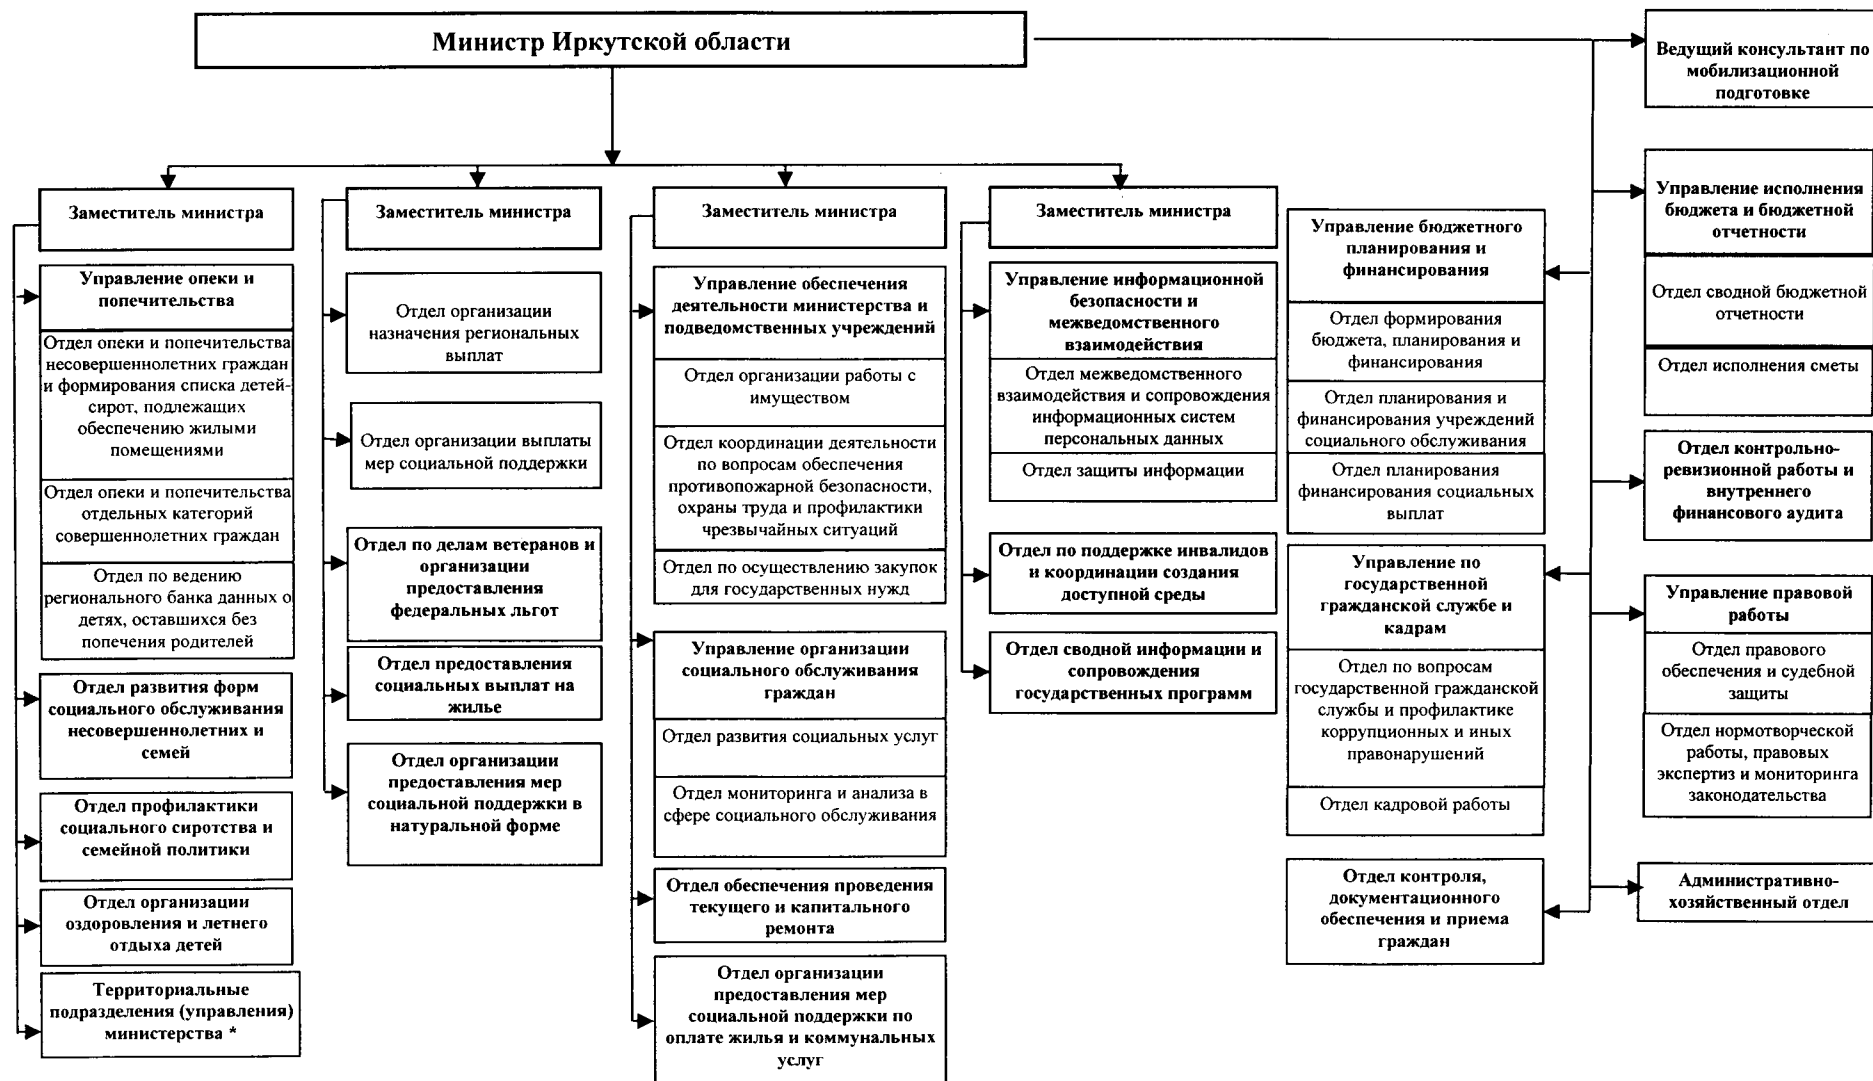 Министр Иркутской области
Ведущий консультант по
мобилизационной
подготовке
Заместитель министра
Управление опеки и
попечительства
Отдел опеки и попечительства
несовершеннолетних граждан
и формирования списка детей-
сирот, подлежащих
обеспечению жилыми
помещениями
Отдел опеки и попечительства
отдельных категорий
совершеннолетних граждан
Отдел по ведению
регионального банка данных о
детях, оставшихся без
попечения родителей
Отдел развития форм
социального обслуживания
несовершеннолетних и
семей
Отдел профилактики
социального сиротства и
семейной политики
Отдел организации
оздоровления и летнего
отдыха детей
Территориальные
подразделения (управления)
министерства *
Заместитель министра
Отдел организации
назначения региональных
выплат
Отдел организации выплаты
мер социальной поддержки
Отдел по делам ветеранов и
организации
предоставления
федеральных льгот
Отдел предоставления
социальных выплат на
жилье
Отдел организации
предоставления мер
социальной поддержки в
натуральной форме
Заместитель министра
Управление обеспечения
деятельности министерства и
подведомственных учреждений
Отдел организации работы с
имуществом
Отдел координации деятельности
по вопросам обеспечения
противопожарной безопасности,
охраны труда и профилактики
чрезвычайных ситуаций
Отдел по осуществлению закупок
для государственных нужд
Управление организации
социального обслуживания
граждан
Отдел развития социальных услуг
Отдел мониторинга и анализа в
сфере социального обслуживания
Отдел обеспечения проведения
текущего и капитального
ремонта
Отдел организации
предоставления мер
социальной поддержки по
оплате жилья и коммунальных
услуг
Заместитель министра
Управление информационной
безопасности и
межведомственного
взаимодействия
Отдел межведомственного
взаимодействия и сопровождения
информационных систем
персональных данных
Отдел защиты информации
Отдел по поддержке инвалидов
и координации создания
доступной среды
Отдел сводной информации и
сопровождения
государственных программ
Управление бюджетного
планирования и
финансирования
Отдел формирования
бюджета, планирования и
финансирования
Отдел планирования и
финансирования учреждений
социального обслуживания
Отдел планирования
финансирования социальных
выплат
Управление по
государственной
гражданской службе и
кадрам
Отдел по вопросам
государственной гражданской
службы и профилактике
коррупционных и иных
правонарушений
Отдел кадровой работы
Отдел контроля,
документационного
обеспечения и приема
граждан
Управление исполнения
бюджета и бюджетной
отчетности
Отдел сводной бюджетной
отчетности
Отдел исполнения сметы
Отдел контрольно-
ревизионной работы и
внутреннего
финансового аудита
Управление правовой
работы
Отдел правового
обеспечения и судебной
защиты
Отдел нормотворческой
работы, правовых
экспертиз и мониторинга
законодательства
Административно-
хозяйственный отдел